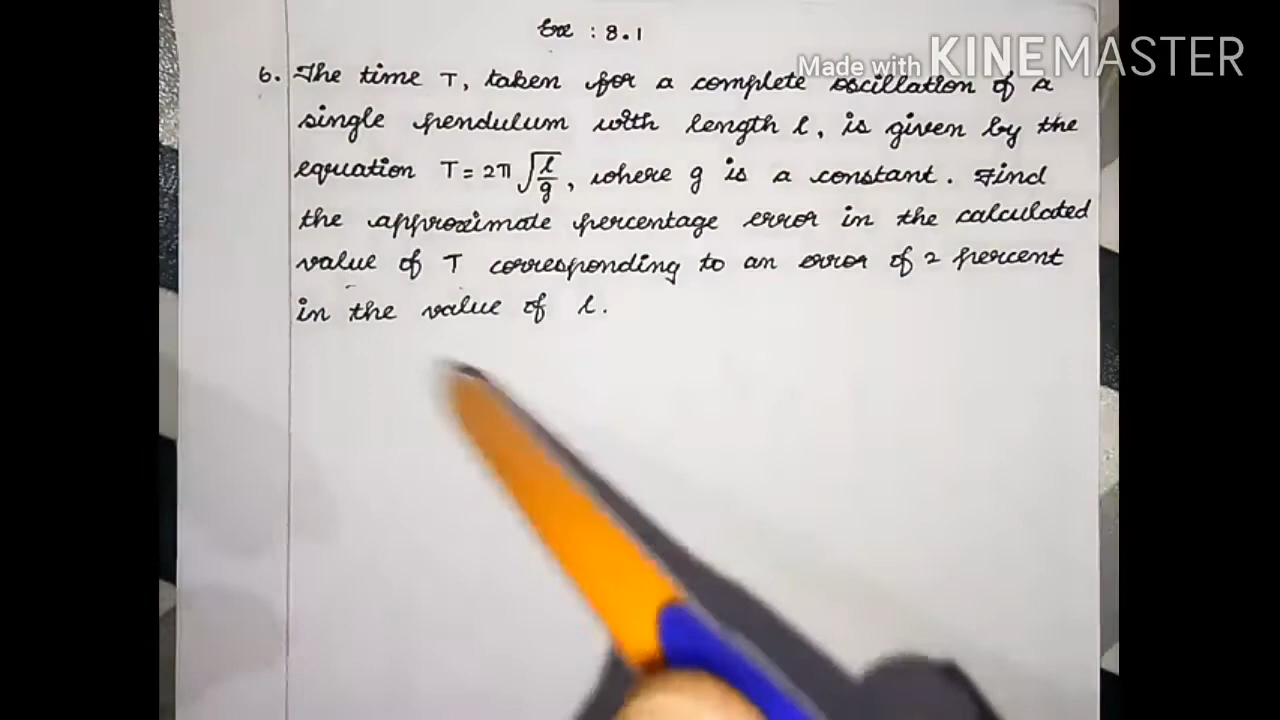 Ex : 8.1
Made with KINEMASTER
6. The time T, taken for a complete oscillation of a
single pendulum with length l, is given by the
equation T = 2π √(l/g), where g is a constant. Find
the approximate percentage error in the calculated
value of T corresponding to an error of 2 percent
in the value of l.